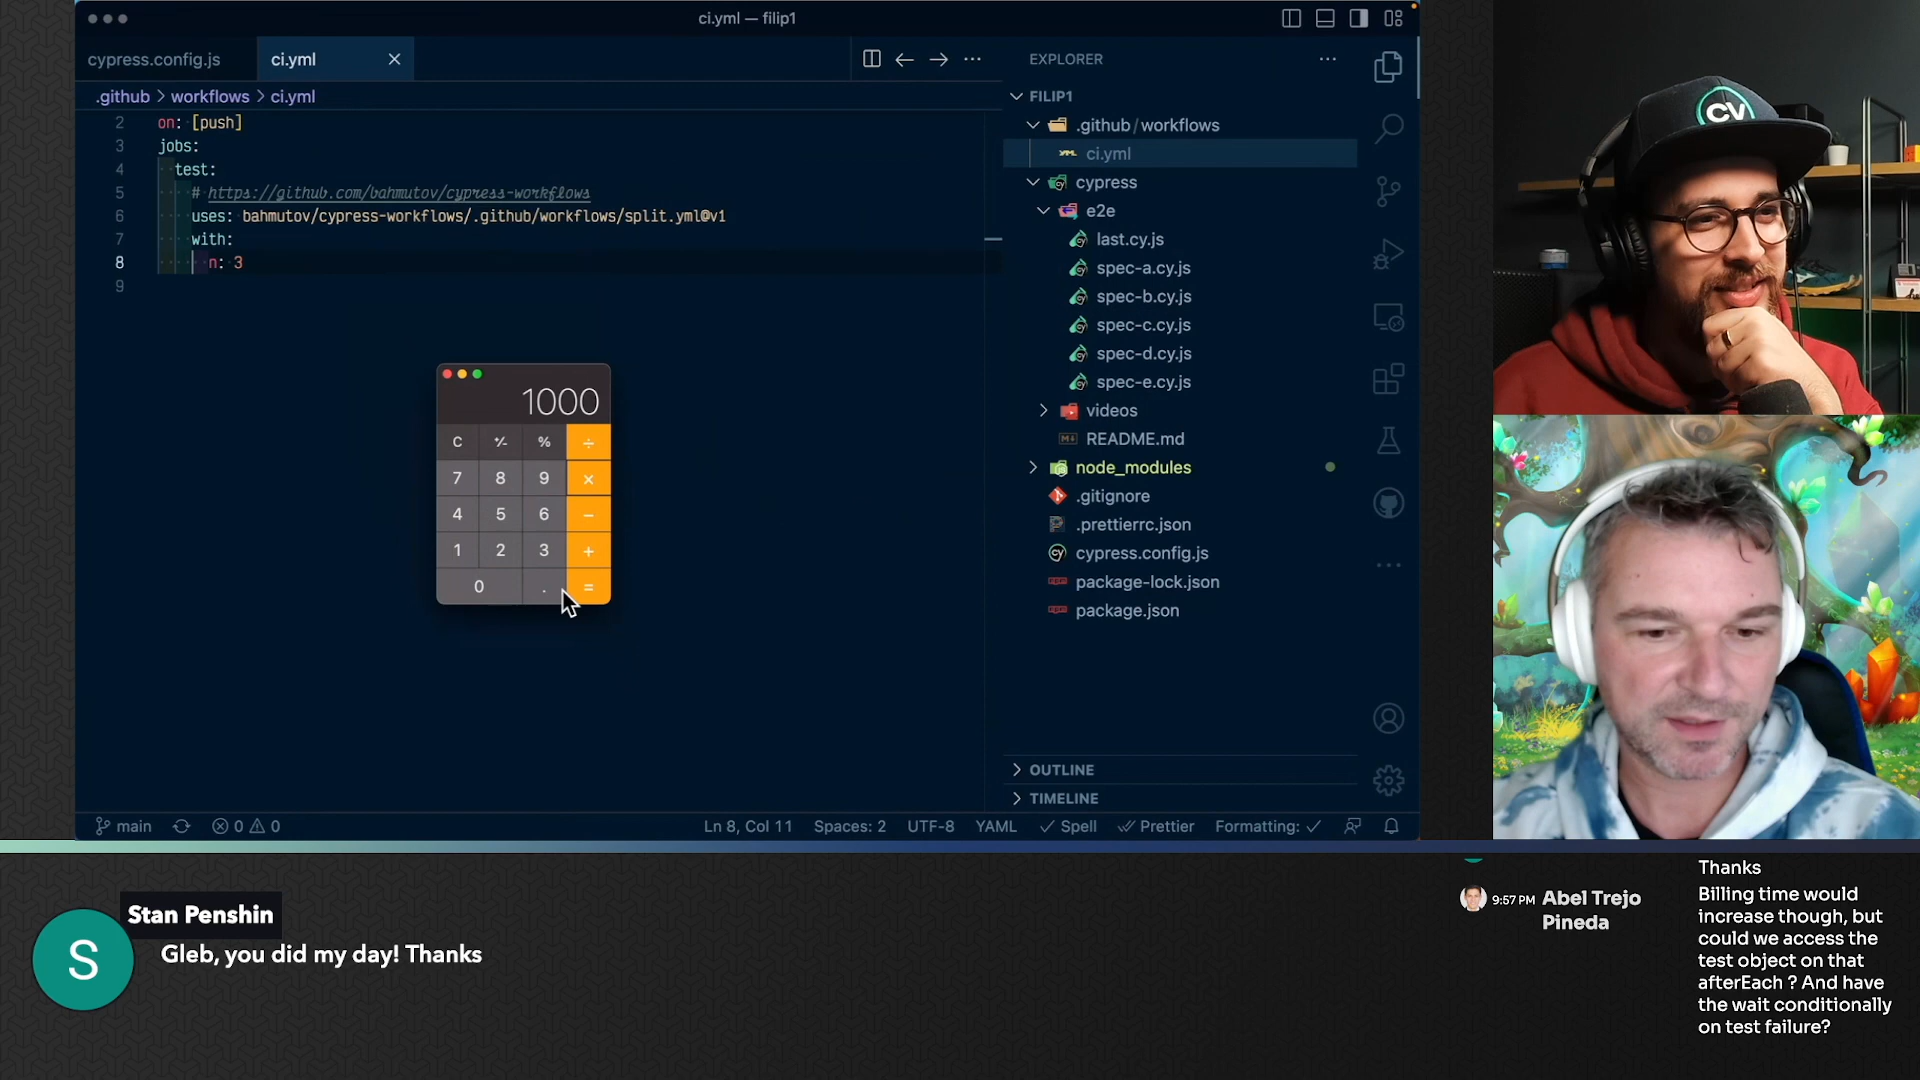 ci.yml — filip1
cypress.config.js
ci.yml
.github > workflows > ci.yml
2 on: [push]
3 jobs:
4 test:
5 # https://github.com/bahmutov/cypress-workflows
6 uses: bahmutov/cypress-workflows/.github/workflows/split.yml@v1
7 with:
8 n: 3
9
EXPLORER
FILIP1
.github/workflows
ci.yml
cypress
e2e
last.cy.js
spec-a.cy.js
spec-b.cy.js
spec-c.cy.js
spec-d.cy.js
spec-e.cy.js
videos
README.md
node_modules
.gitignore
.prettierrc.json
cypress.config.js
package-lock.json
package.json
OUTLINE
TIMELINE
1000
C +/- % ÷
7 8 9 ×
4 5 6 −
1 2 3 +
0 . =
main 0 0 Ln 8, Col 11 Spaces: 2 UTF-8 YAML Spell Prettier Formatting: ✓
CV
Stan Penshin
S
Gleb, you did my day! Thanks
Thanks
9:57 PM Abel Trejo
Pineda
Billing time would
increase though, but
could we access the
test object on that
afterEach ? And have
the wait conditionally
on test failure?